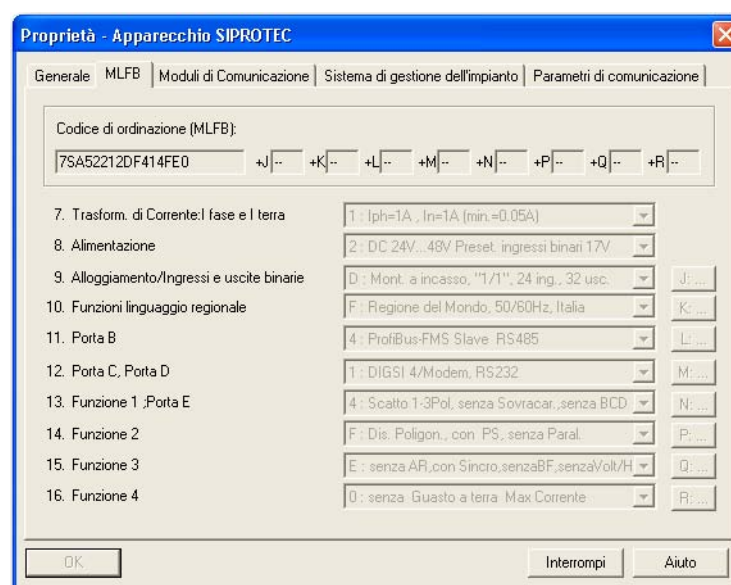 Proprietà - Apparecchio SIPROTEC
Generale MLFB Moduli di Comunicazione Sistema di gestione dell'impianto Parametri di comunicazione
Codice di ordinazione (MLFB):
7SA52212DF414FE0 +J -- +K -- +L -- +M -- +N -- +P -- +Q -- +R --
7. Trasform. di Corrente:I fase e I terra 1 : Iph=1A , In=1A (min.=0.05A)
8. Alimentazione 2 : DC 24V...48V Preset. ingressi binari 17V
9. Alloggiamento/Ingressi e uscite binarie D : Mont. a incasso, "1/1", 24 ing., 32 usc. J: ...
10. Funzioni linguaggio regionale F : Regione del Mondo, 50/60Hz, Italia K: ...
11. Porta B 4 : ProfiBus-FMS Slave RS485 L: ...
12. Porta C, Porta D 1 : DIGSI 4/Modem, RS232 M: ...
13. Funzione 1 ;Porta E 4 : Scatto 1-3Pol, senza Sovracar.,senza BCD N: ...
14. Funzione 2 F : Dis. Poligon., con PS, senza Paral. P: ...
15. Funzione 3 E : senza AR,con Sincro,senzaBF,senzaVolt/H Q: ...
16. Funzione 4 0 : senza Guasto a terra Max Corrente R: ...
OK Interrompi Aiuto